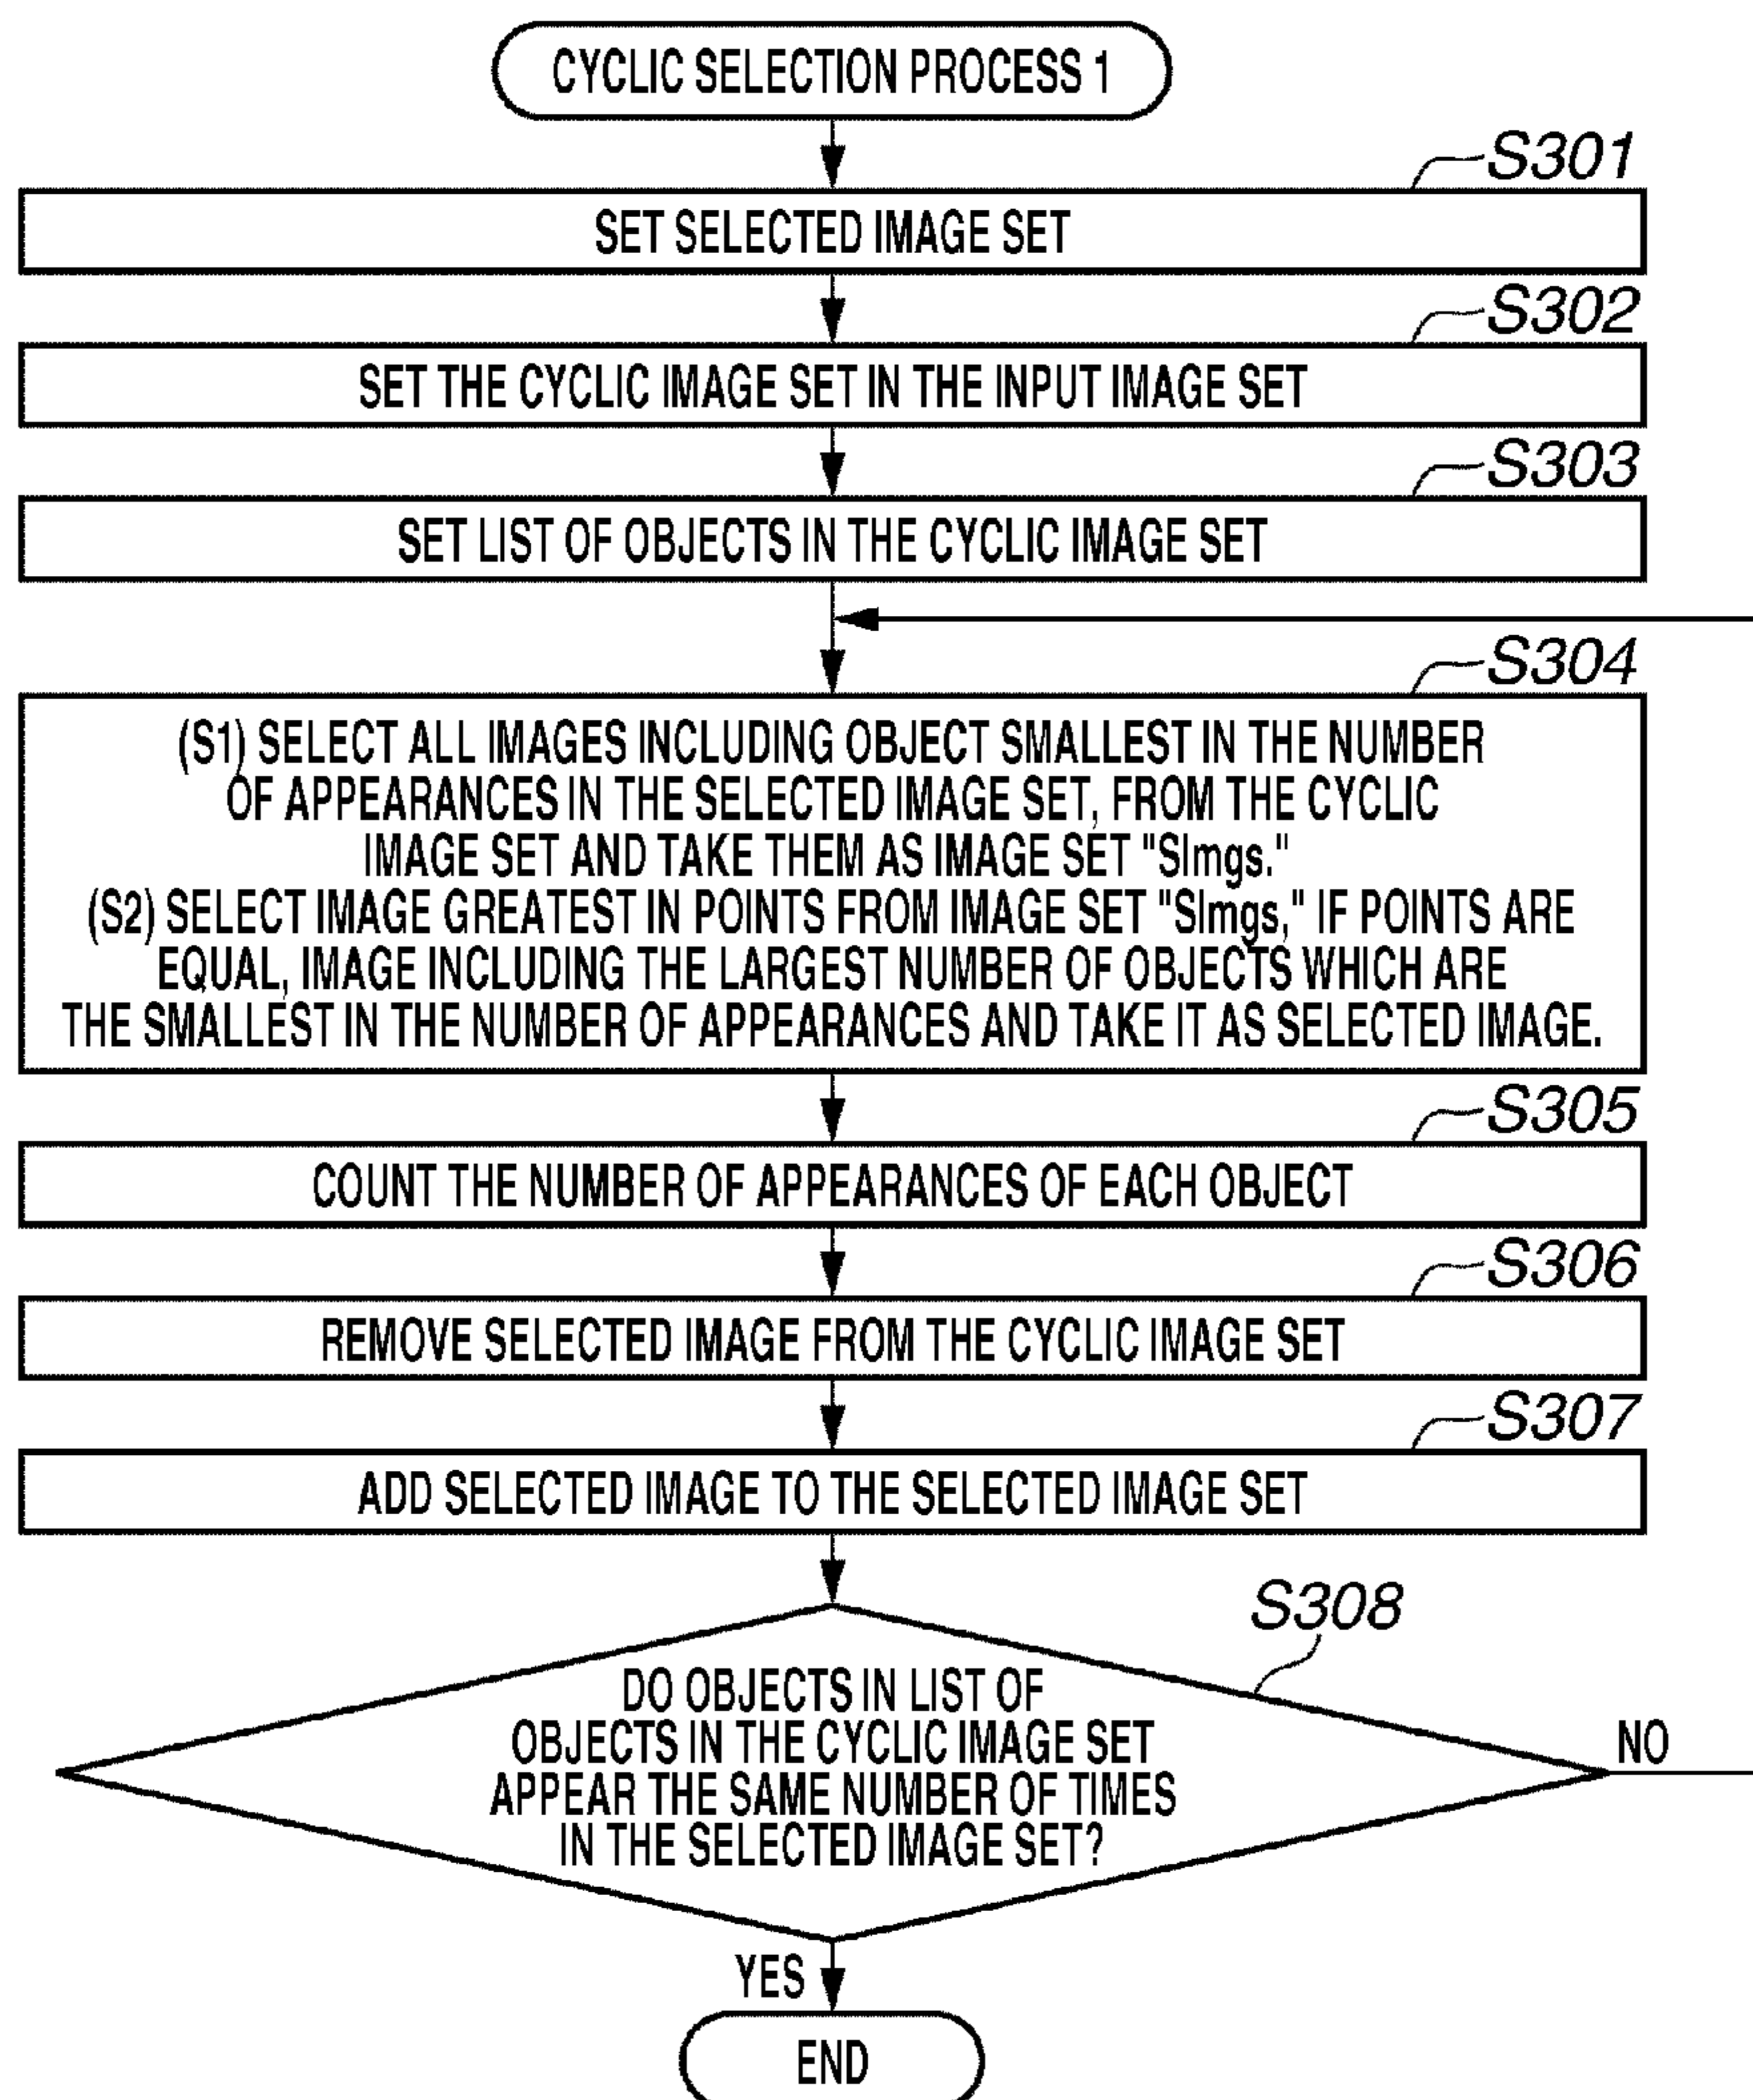 CYCLIC SELECTION PROCESS 1
S301
SET SELECTED IMAGE SET
S302
SET THE CYCLIC IMAGE SET IN THE INPUT IMAGE SET
S303
SET LIST OF OBJECTS IN THE CYCLIC IMAGE SET
S304
(S1) SELECT ALL IMAGES INCLUDING OBJECT SMALLEST IN THE NUMBER
OF APPEARANCES IN THE SELECTED IMAGE SET, FROM THE CYCLIC
IMAGE SET AND TAKE THEM AS IMAGE SET "SImgs."
(S2) SELECT IMAGE GREATEST IN POINTS FROM IMAGE SET "SImgs," IF POINTS ARE
EQUAL, IMAGE INCLUDING THE LARGEST NUMBER OF OBJECTS WHICH ARE
THE SMALLEST IN THE NUMBER OF APPEARANCES AND TAKE IT AS SELECTED IMAGE.
S305
COUNT THE NUMBER OF APPEARANCES OF EACH OBJECT
S306
REMOVE SELECTED IMAGE FROM THE CYCLIC IMAGE SET
S307
ADD SELECTED IMAGE TO THE SELECTED IMAGE SET
S308
DO OBJECTS IN LIST OF
OBJECTS IN THE CYCLIC IMAGE SET
APPEAR THE SAME NUMBER OF TIMES
IN THE SELECTED IMAGE SET?
NO
YES
END